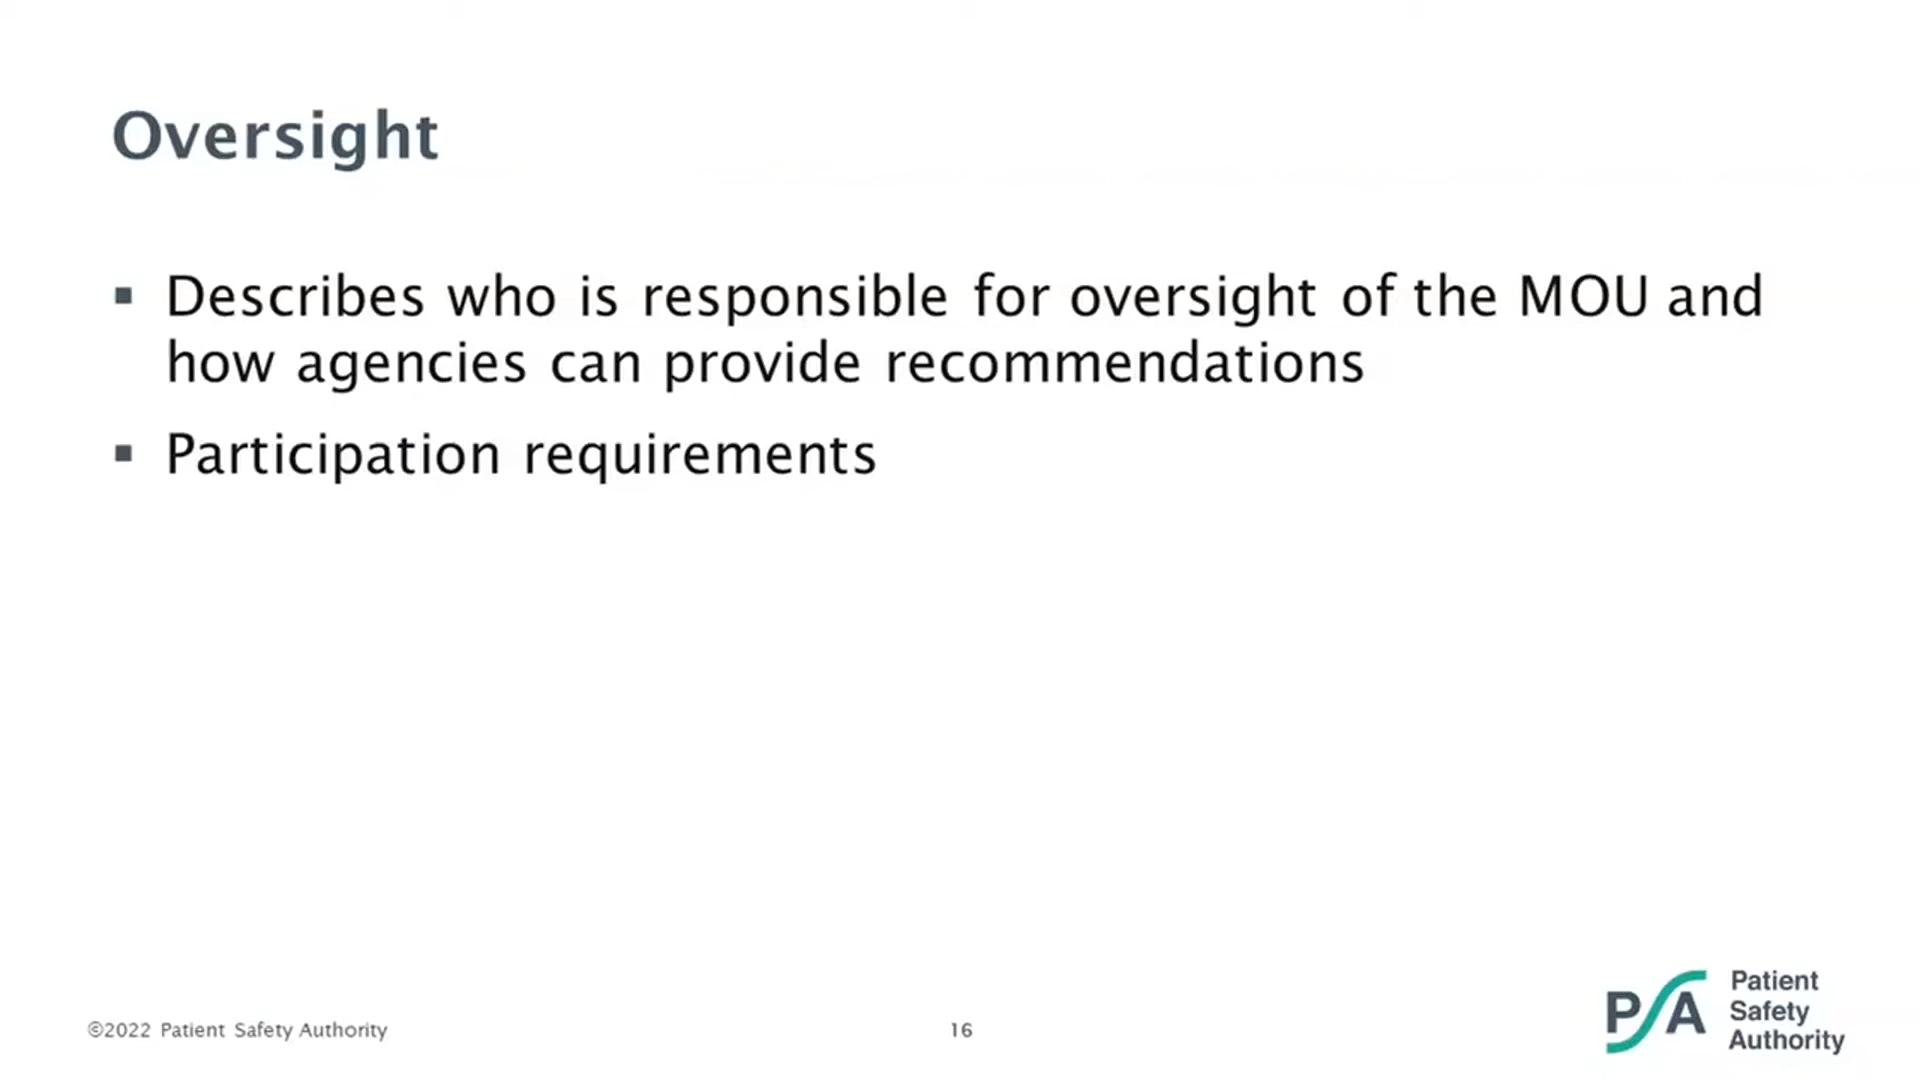 Oversight
▪ Describes who is responsible for oversight of the MOU and
how agencies can provide recommendations
▪ Participation requirements
©2022 Patient Safety Authority
16
PSA
Patient
Safety
Authority